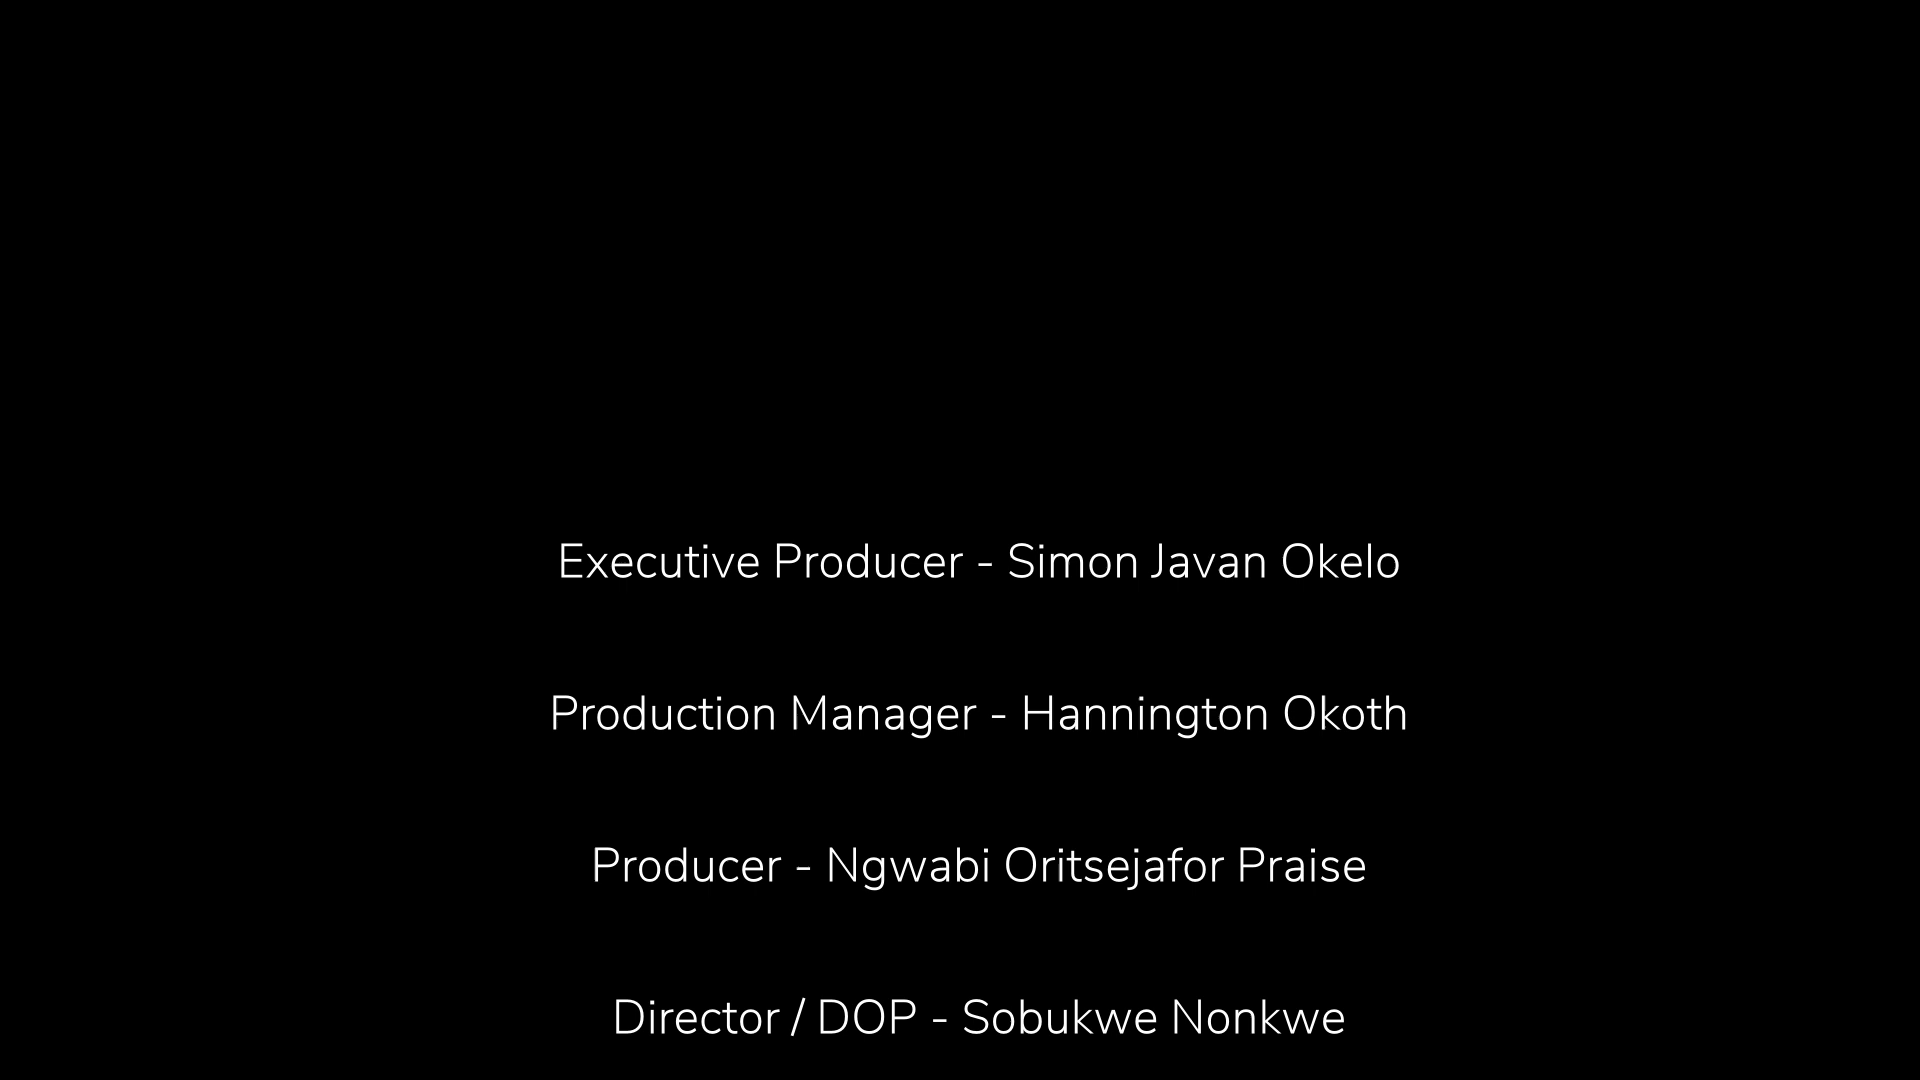 Executive Producer - Simon Javan Okelo
Production Manager - Hannington Okoth
Producer - Ngwabi Oritsejafor Praise
Director / DOP - Sobukwe Nonkwe